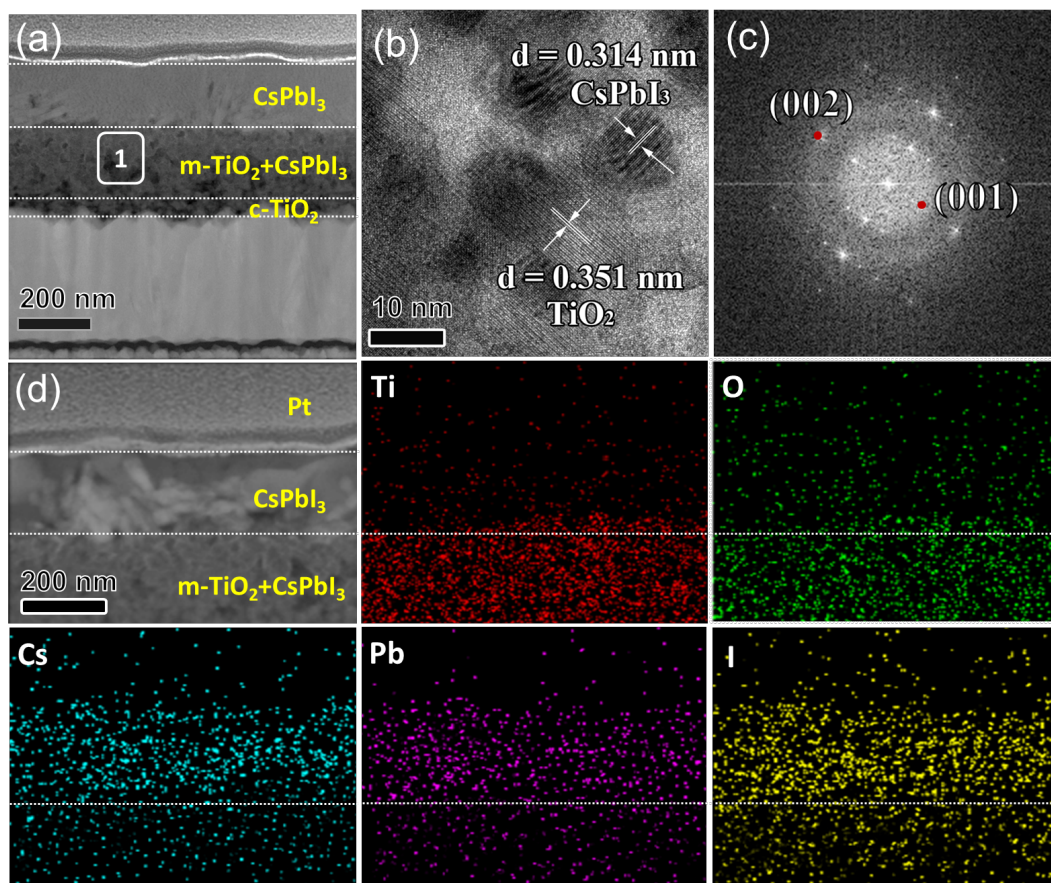 (a)
CsPbI₃
1
m-TiO₂+CsPbI₃
c-TiO₂
200 nm
(b)
d = 0.314 nm
CsPbI₃
d = 0.351 nm
TiO₂
10 nm
(c)
(002)
(001)
(d)
Pt
CsPbI₃
m-TiO₂+CsPbI₃
200 nm
Ti
O
Cs
Pb
I